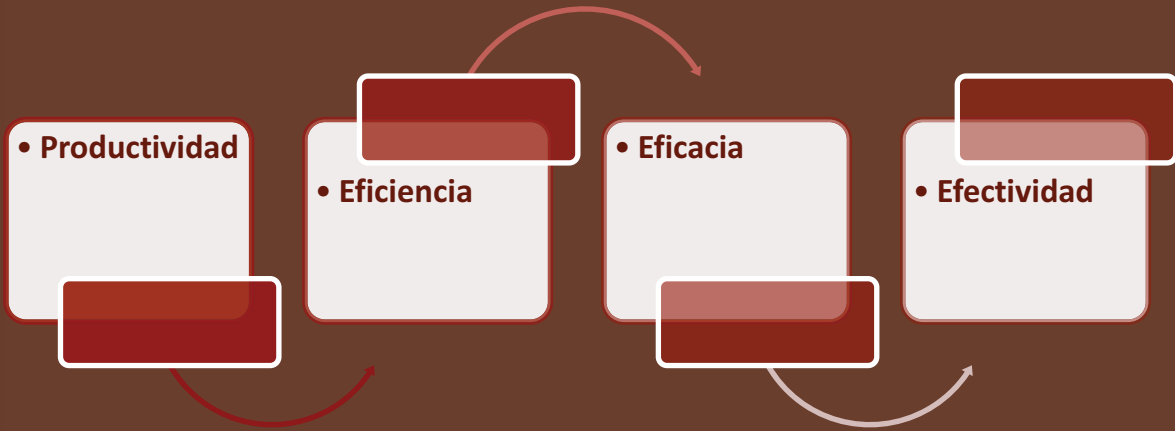 • Productividad
• Eficiencia
• Eficacia
• Efectividad